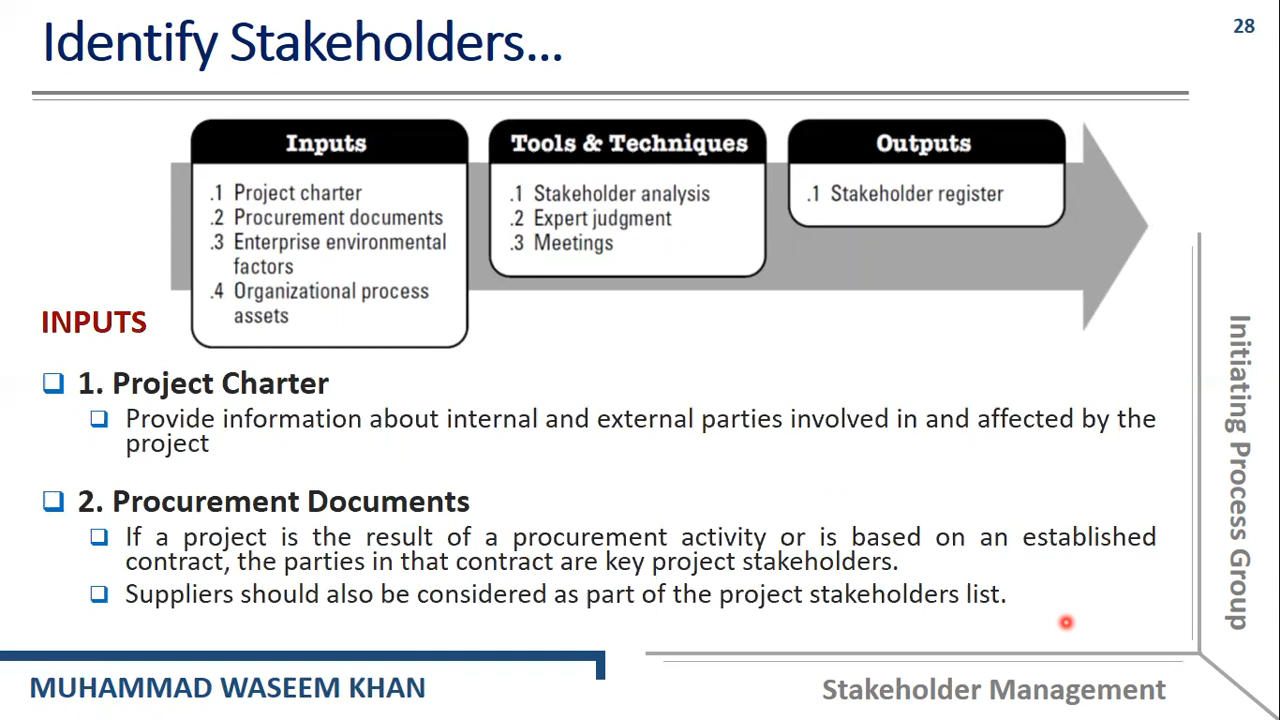 Identify Stakeholders...
28
Inputs
.1 Project charter
.2 Procurement documents
.3 Enterprise environmental
factors
.4 Organizational process
assets
Tools & Techniques
.1 Stakeholder analysis
.2 Expert judgment
.3 Meetings
Outputs
.1 Stakeholder register
INPUTS
1. Project Charter
Provide information about internal and external parties involved in and affected by the
project
2. Procurement Documents
If a project is the result of a procurement activity or is based on an established
contract, the parties in that contract are key project stakeholders.
Suppliers should also be considered as part of the project stakeholders list.
Initiating Process Group
MUHAMMAD WASEEM KHAN
Stakeholder Management